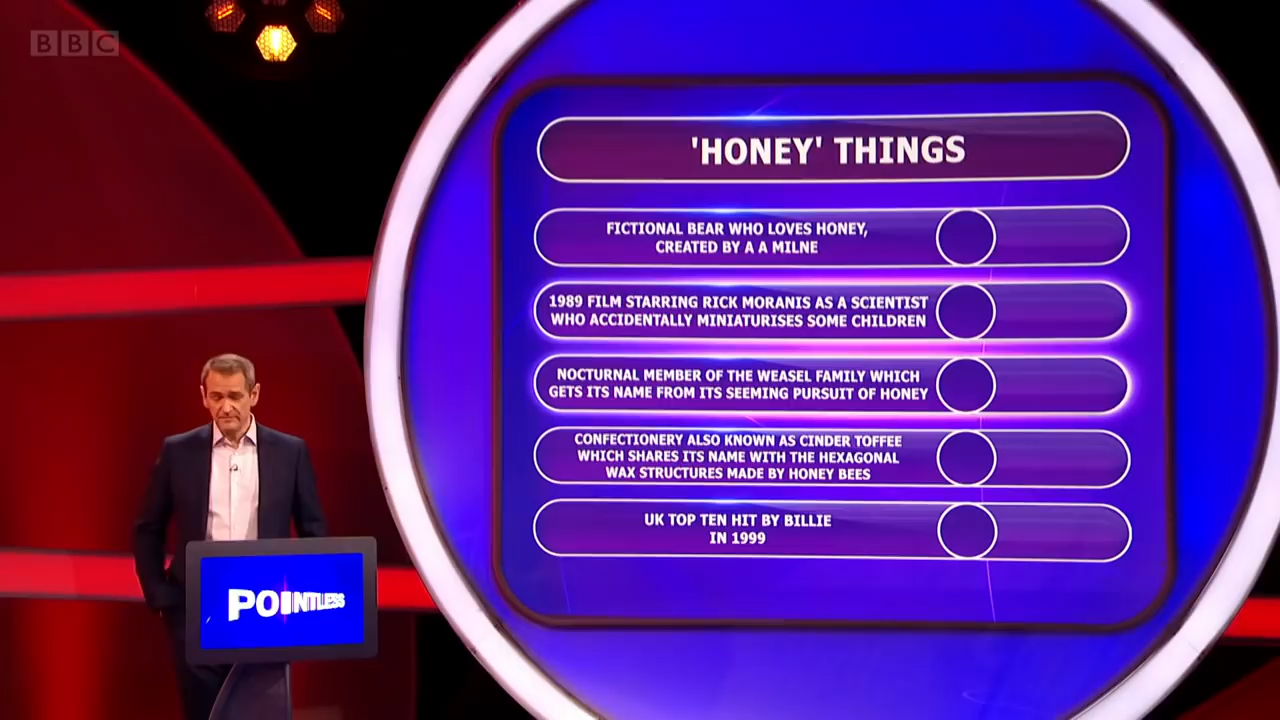 BBC
'HONEY' THINGS
FICTIONAL BEAR WHO LOVES HONEY,
CREATED BY A A MILNE
1989 FILM STARRING RICK MORANIS AS A SCIENTIST
WHO ACCIDENTALLY MINIATURISES SOME CHILDREN
NOCTURNAL MEMBER OF THE WEASEL FAMILY WHICH
GETS ITS NAME FROM ITS SEEMING PURSUIT OF HONEY
CONFECTIONERY ALSO KNOWN AS CINDER TOFFEE
WHICH SHARES ITS NAME WITH THE HEXAGONAL
WAX STRUCTURES MADE BY HONEY BEES
UK TOP TEN HIT BY BILLIE
IN 1999
POINTLESS